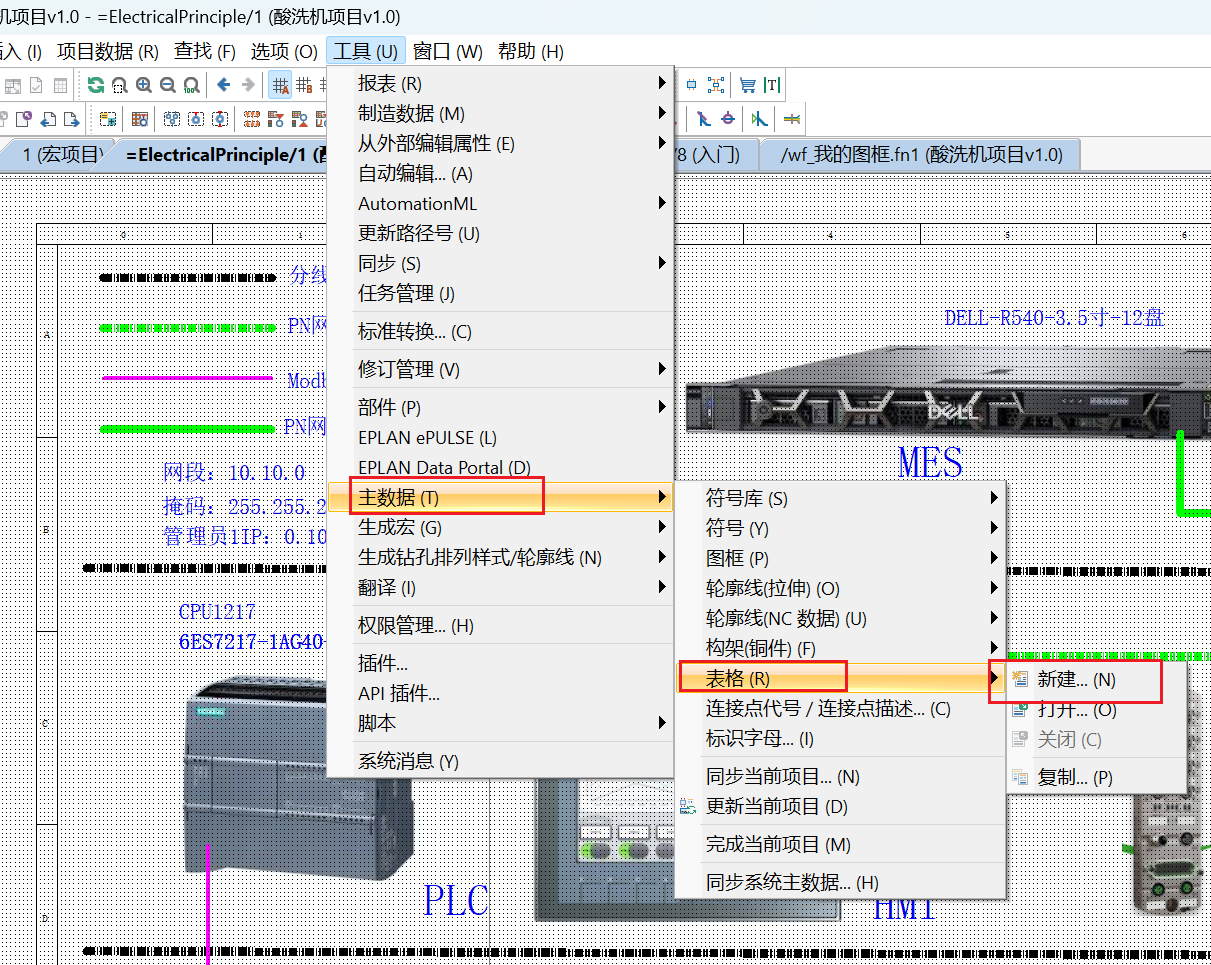 机项目v1.0 - =ElectricalPrinciple/1 (酸洗机项目v1.0)
插入 (I) 项目数据 (R) 查找 (F) 选项 (O) 工具 (U) 窗口 (W) 帮助 (H)
1 (宏项目)
=ElectricalPrinciple/1
/8 (入门)
/wf_我的图框.fn1 (酸洗机项目v1.0)
报表 (R)
制造数据 (M)
从外部编辑属性 (E)
自动编辑... (A)
AutomationML
更新路径号 (U)
同步 (S)
任务管理 (J)
标准转换... (C)
修订管理 (V)
部件 (P)
EPLAN ePULSE (L)
EPLAN Data Portal (D)
主数据 (T)
生成宏 (G)
生成钻孔排列样式/轮廓线 (N)
翻译 (I)
权限管理... (H)
插件...
API 插件...
脚本
系统消息 (Y)
符号库 (S)
符号 (Y)
图框 (P)
轮廓线(拉伸) (O)
轮廓线(NC 数据) (U)
构架(铜件) (F)
表格 (R)
连接点代号 / 连接点描述... (C)
标识字母... (I)
同步当前项目... (N)
更新当前项目 (D)
完成当前项目 (M)
同步系统主数据... (H)
新建... (N)
打开... (O)
关闭 (C)
复制... (P)
0 1 4 5 6
A
B
C
D
分线
PN网
Modb
PN网
网段：10.10.0
掩码：255.255.2
管理员1IP：0.10
CPU1217
6ES7217-1AG40-
SIEMENS
PLC
HMI
DELL-R540-3.5寸-12盘
DELL
MES